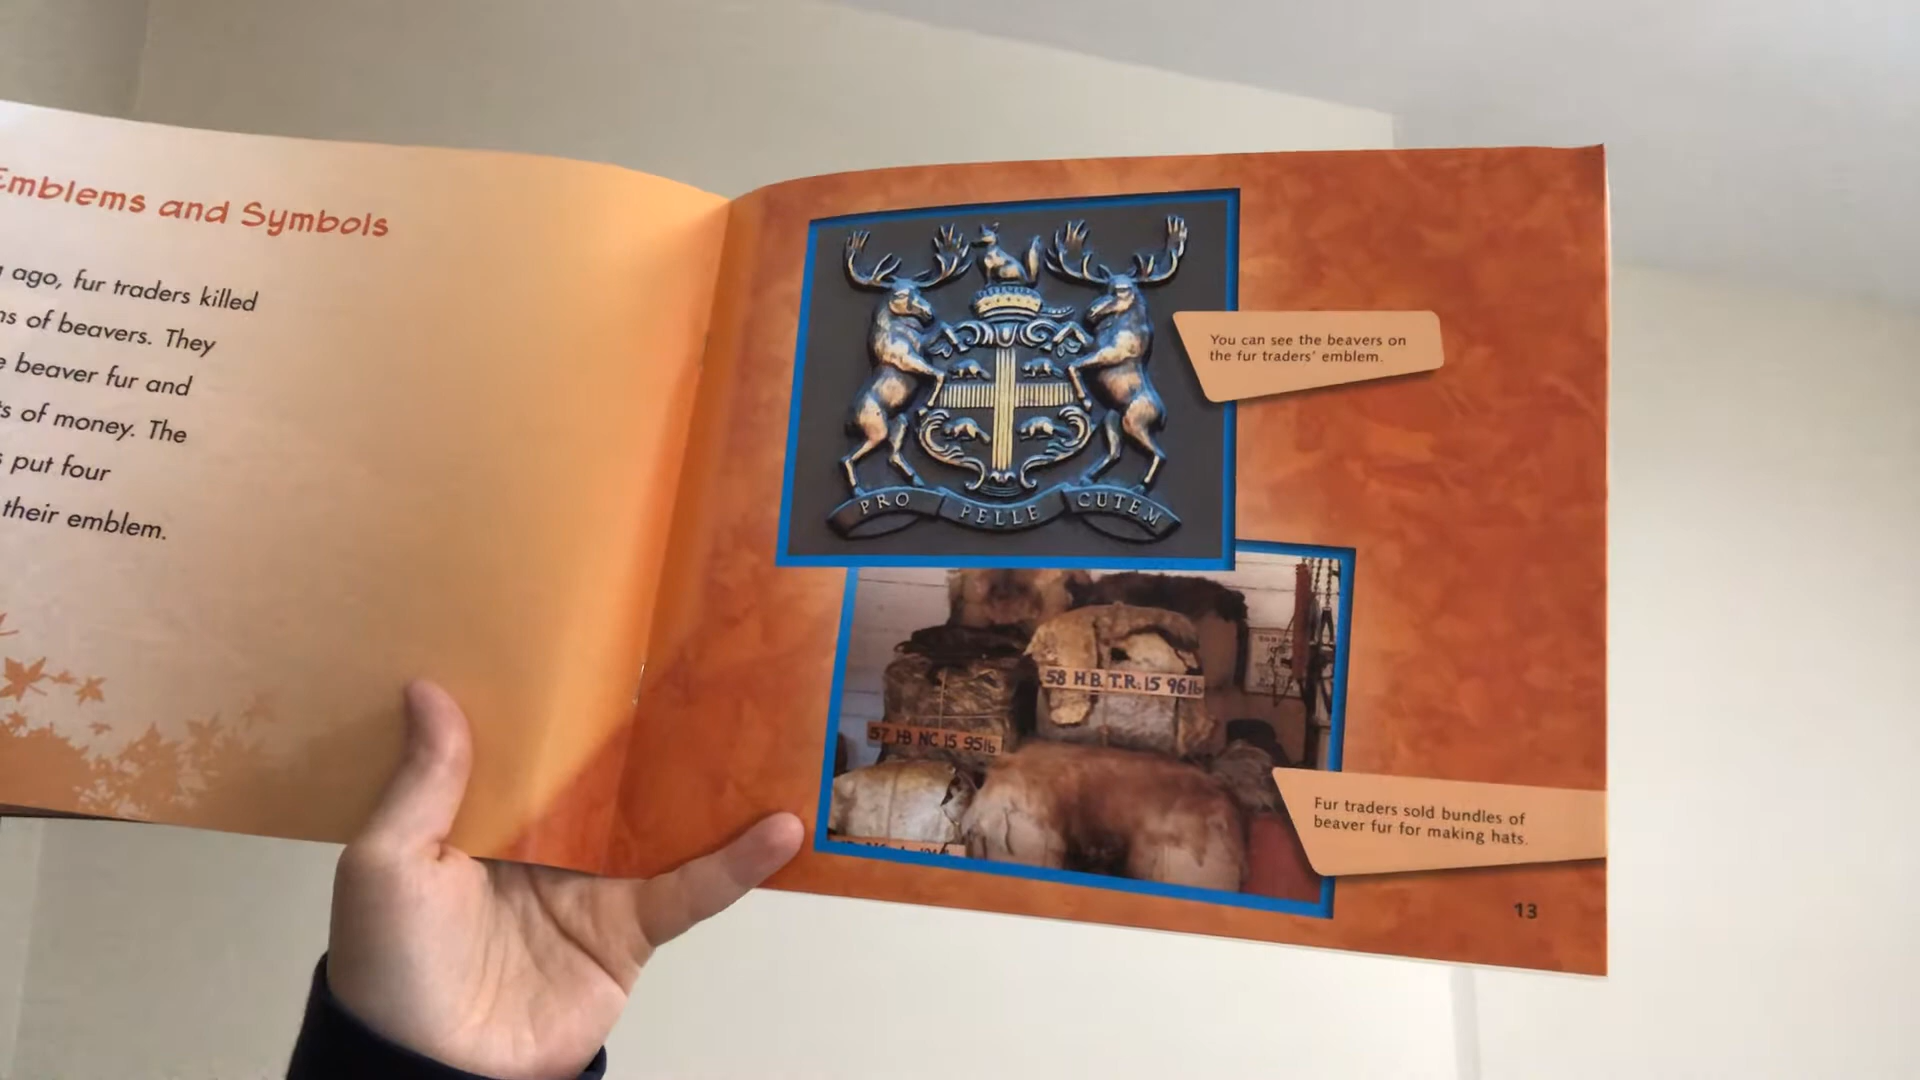 Emblems and Symbols
ago, fur traders killed
of beavers. They
beaver fur and
of money. The
put four
their emblem.
PRO PELLE CUTEM
You can see the beavers on
the fur traders' emblem.
58 H.B. T.R. 15 96lb
57 HB NC 15 95lb
Fur traders sold bundles of
beaver fur for making hats.
13